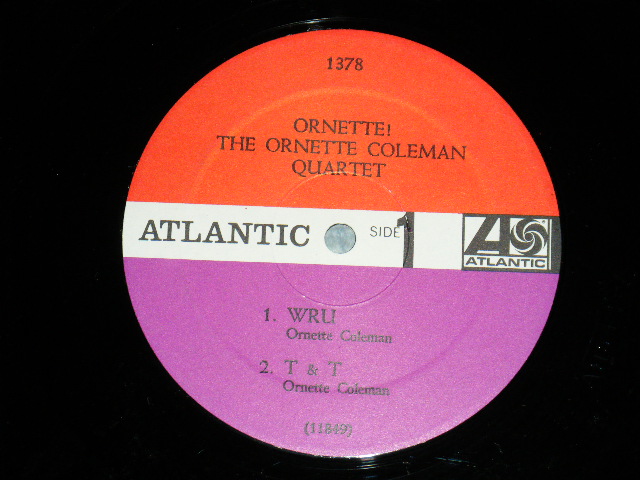 1378
ORNETTE!
THE ORNETTE COLEMAN
QUARTET
ATLANTIC SIDE 1
ATLANTIC
1. WRU
Ornette Coleman
2. T & T
Ornette Coleman
(11849)